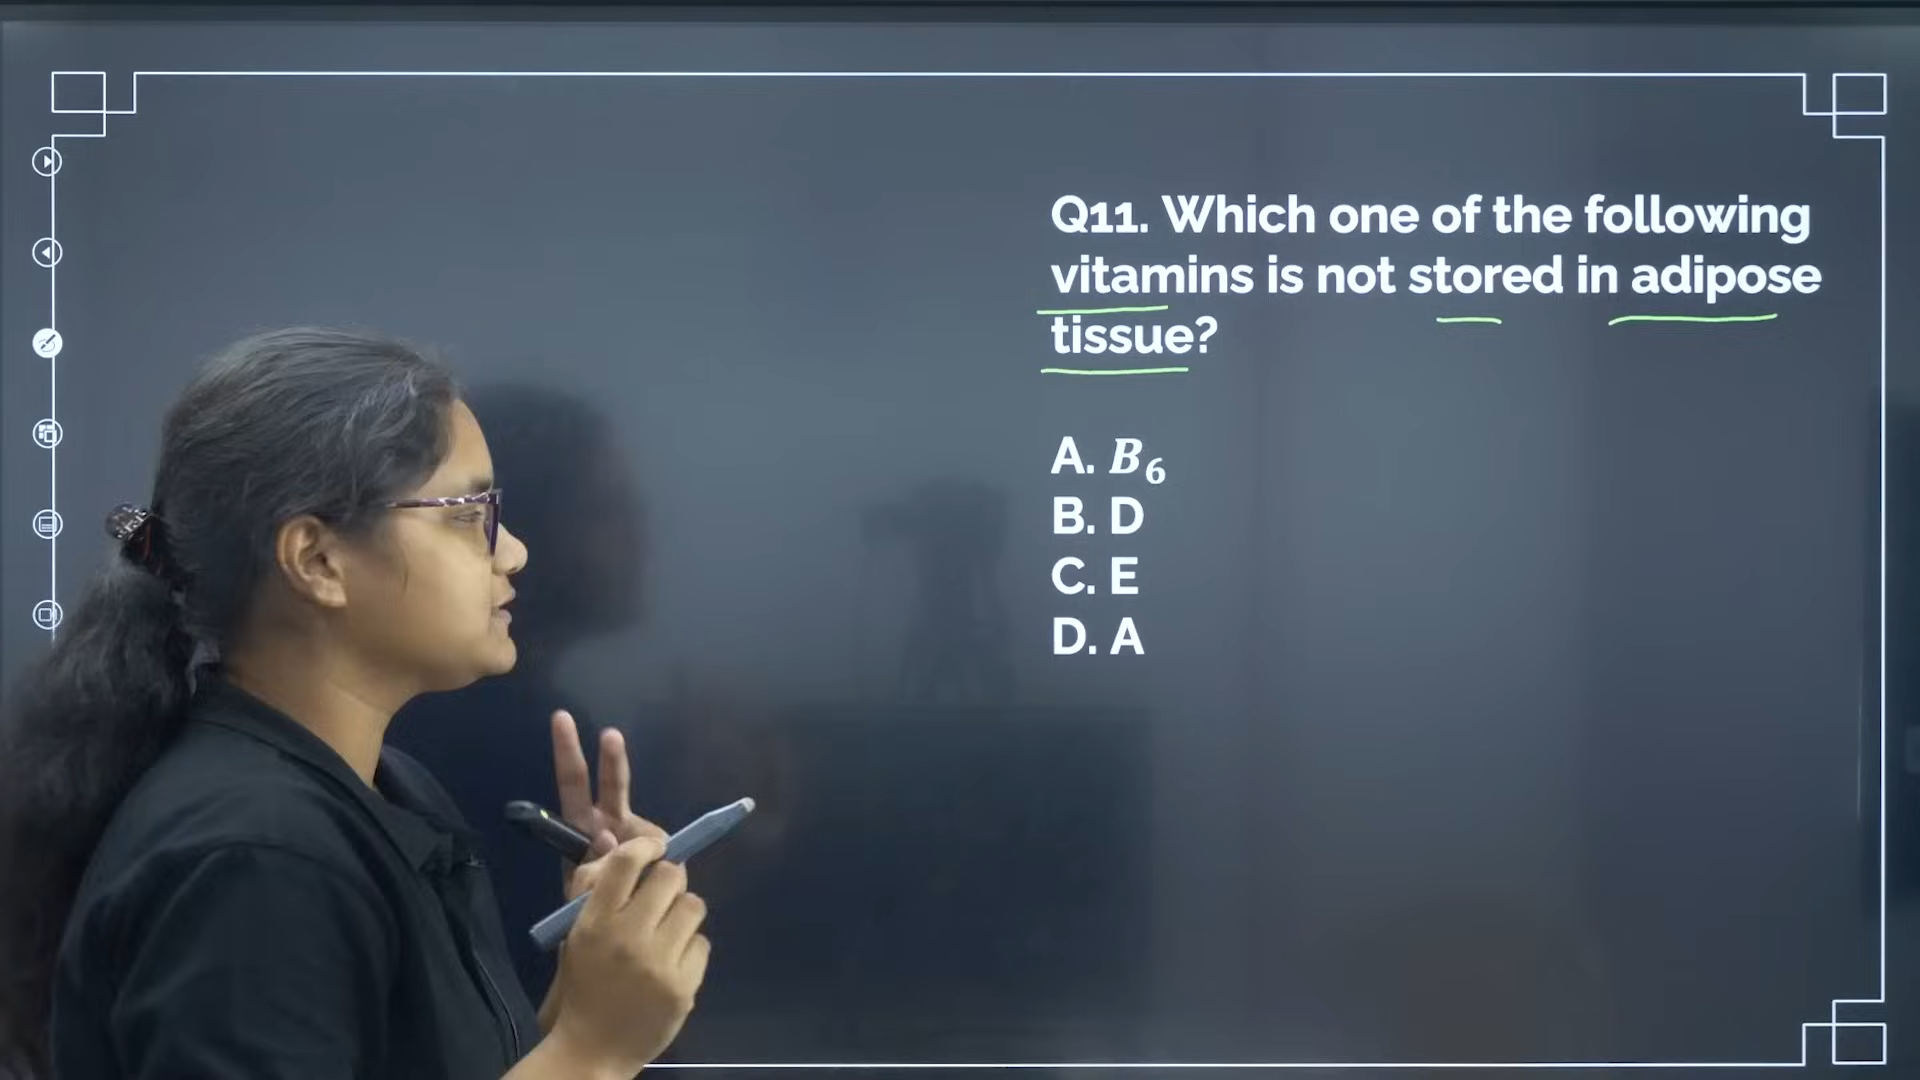 Q11. Which one of the following
vitamins is not stored in adipose
tissue?
A. B₆
B. D
C. E
D. A